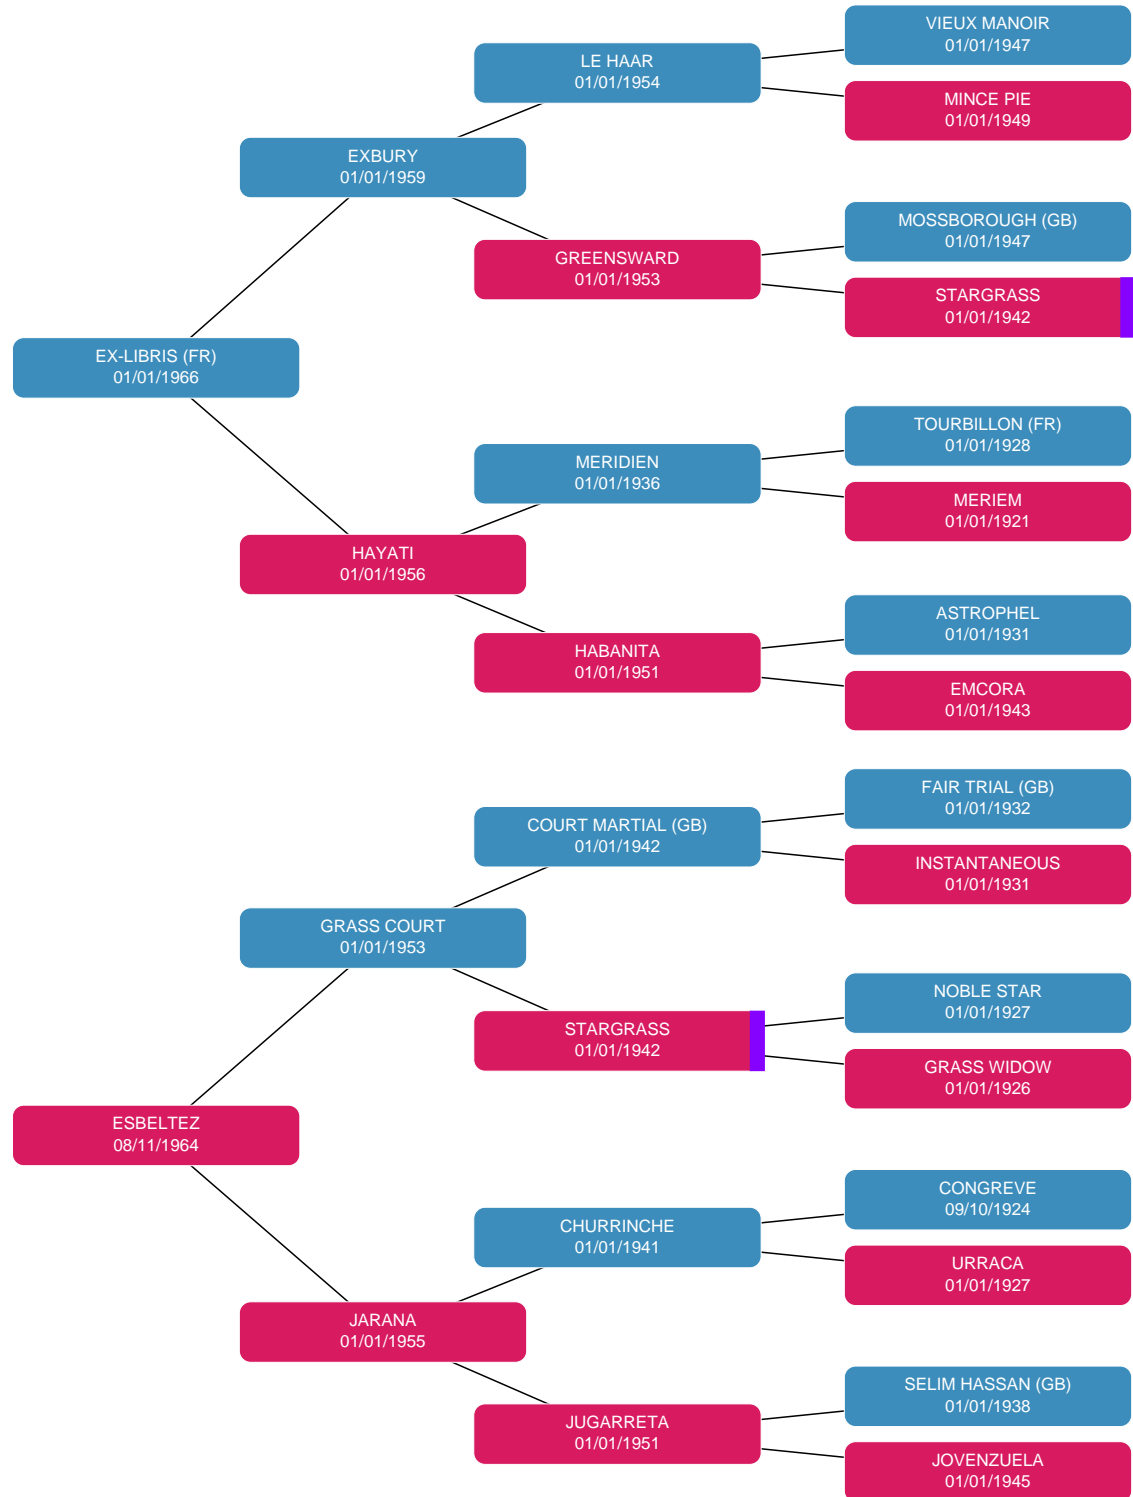 VIEUX MANOIR
01/01/1947
LE HAAR
01/01/1954
MINCE PIE
01/01/1949
EXBURY
01/01/1959
MOSSBOROUGH (GB)
01/01/1947
GREENSWARD
01/01/1953
STARGRASS
01/01/1942
EX-LIBRIS (FR)
01/01/1966
TOURBILLON (FR)
01/01/1928
MERIDIEN
01/01/1936
MERIEM
01/01/1921
HAYATI
01/01/1956
ASTROPHEL
01/01/1931
HABANITA
01/01/1951
EMCORA
01/01/1943
FAIR TRIAL (GB)
01/01/1932
COURT MARTIAL (GB)
01/01/1942
INSTANTANEOUS
01/01/1931
GRASS COURT
01/01/1953
NOBLE STAR
01/01/1927
STARGRASS
01/01/1942
GRASS WIDOW
01/01/1926
ESBELTEZ
08/11/1964
CONGREVE
09/10/1924
CHURRINCHE
01/01/1941
URRACA
01/01/1927
JARANA
01/01/1955
SELIM HASSAN (GB)
01/01/1938
JUGARRETA
01/01/1951
JOVENZUELA
01/01/1945